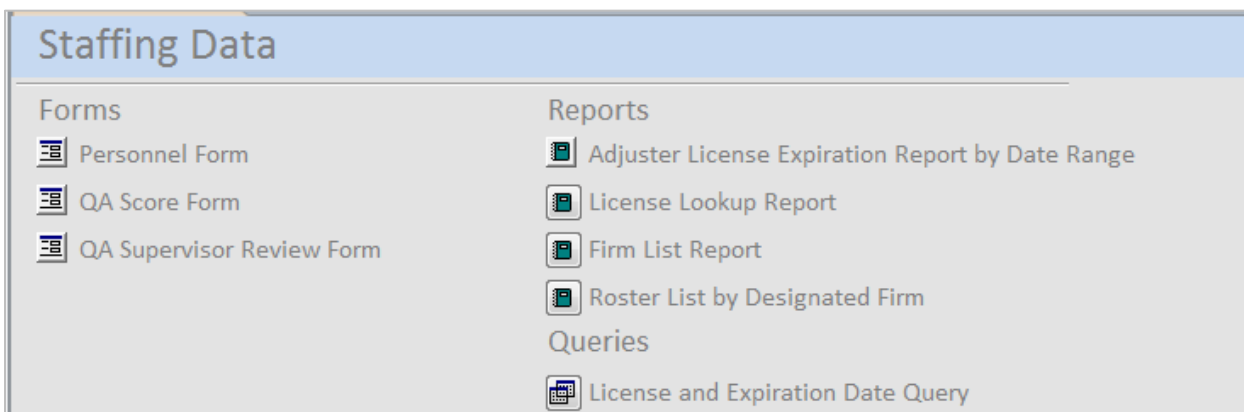 Staffing Data
Forms
Personnel Form
QA Score Form
QA Supervisor Review Form
Reports
Adjuster License Expiration Report by Date Range
License Lookup Report
Firm List Report
Roster List by Designated Firm
Queries
License and Expiration Date Query